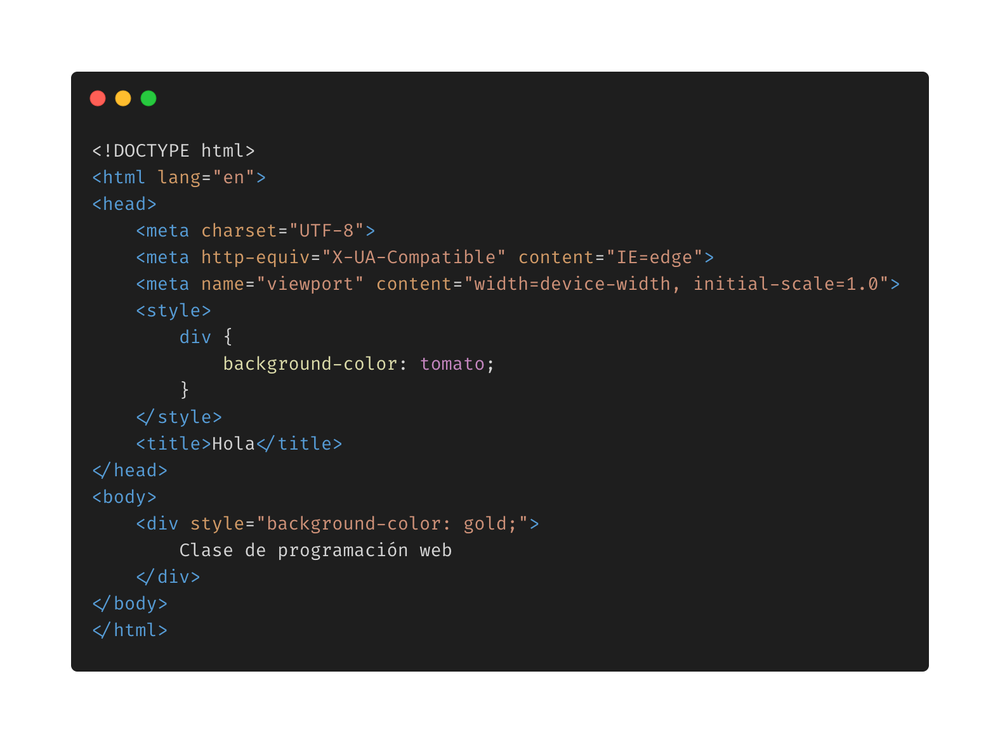 <!DOCTYPE html>
<html lang="en">
<head>
    <meta charset="UTF-8">
    <meta http-equiv="X-UA-Compatible" content="IE=edge">
    <meta name="viewport" content="width=device-width, initial-scale=1.0">
    <style>
        div {
            background-color: tomato;
        }
    </style>
    <title>Hola</title>
</head>
<body>
    <div style="background-color: gold;">
        Clase de programación web
    </div>
</body>
</html>